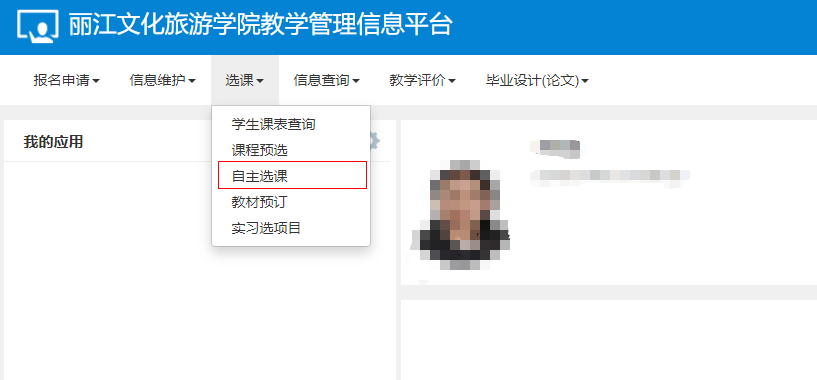 丽江文化旅游学院教学管理信息平台
报名申请 信息维护 选课 信息查询 教学评价 毕业设计(论文)
我的应用
学生课表查询
课程预选
自主选课
教材预订
实习选项目